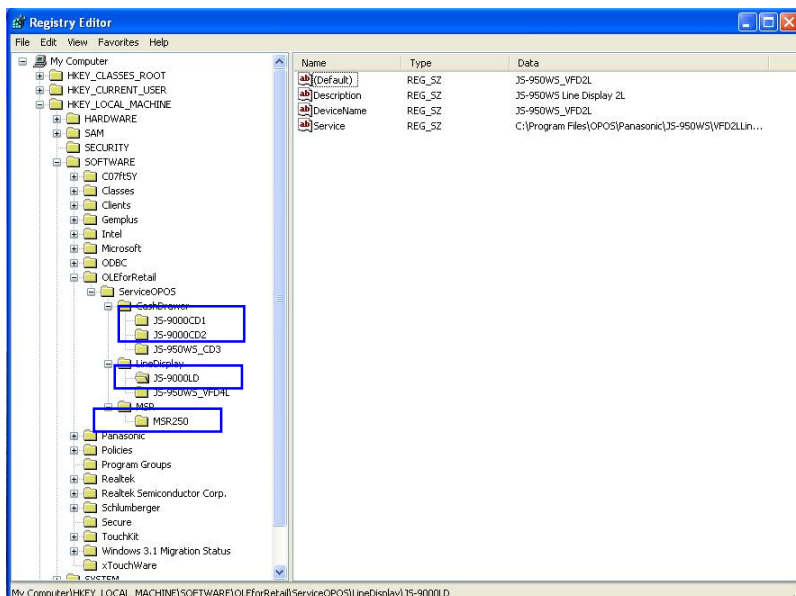 Registry Editor
File Edit View Favorites Help
My Computer
HKEY_CLASSES_ROOT
HKEY_CURRENT_USER
HKEY_LOCAL_MACHINE
HARDWARE
SAM
SECURITY
SOFTWARE
C07ft5Y
Classes
Clients
Gemplus
Intel
Microsoft
ODBC
OLEforRetail
ServiceOPOS
CashDrawer
JS-9000CD1
JS-9000CD2
JS-950WS_CD3
LineDisplay
JS-9000LD
JS-950WS_VFD4L
MSR
MSR250
Panasonic
Policies
Program Groups
Realtek
Realtek Semiconductor Corp.
Schlumberger
Secure
TouchKit
Windows 3.1 Migration Status
xTouchWare
SYSTEM
Name Type Data
(Default) REG_SZ JS-950WS_VFD2L
Description REG_SZ JS-950WS Line Display 2L
DeviceName REG_SZ JS-950WS_VFD2L
Service REG_SZ C:\Program Files\OPOS\Panasonic\JS-950WS\VFD2LLin...
My Computer\HKEY_LOCAL_MACHINE\SOFTWARE\OLEforRetail\ServiceOPOS\LineDisplay\JS-9000LD